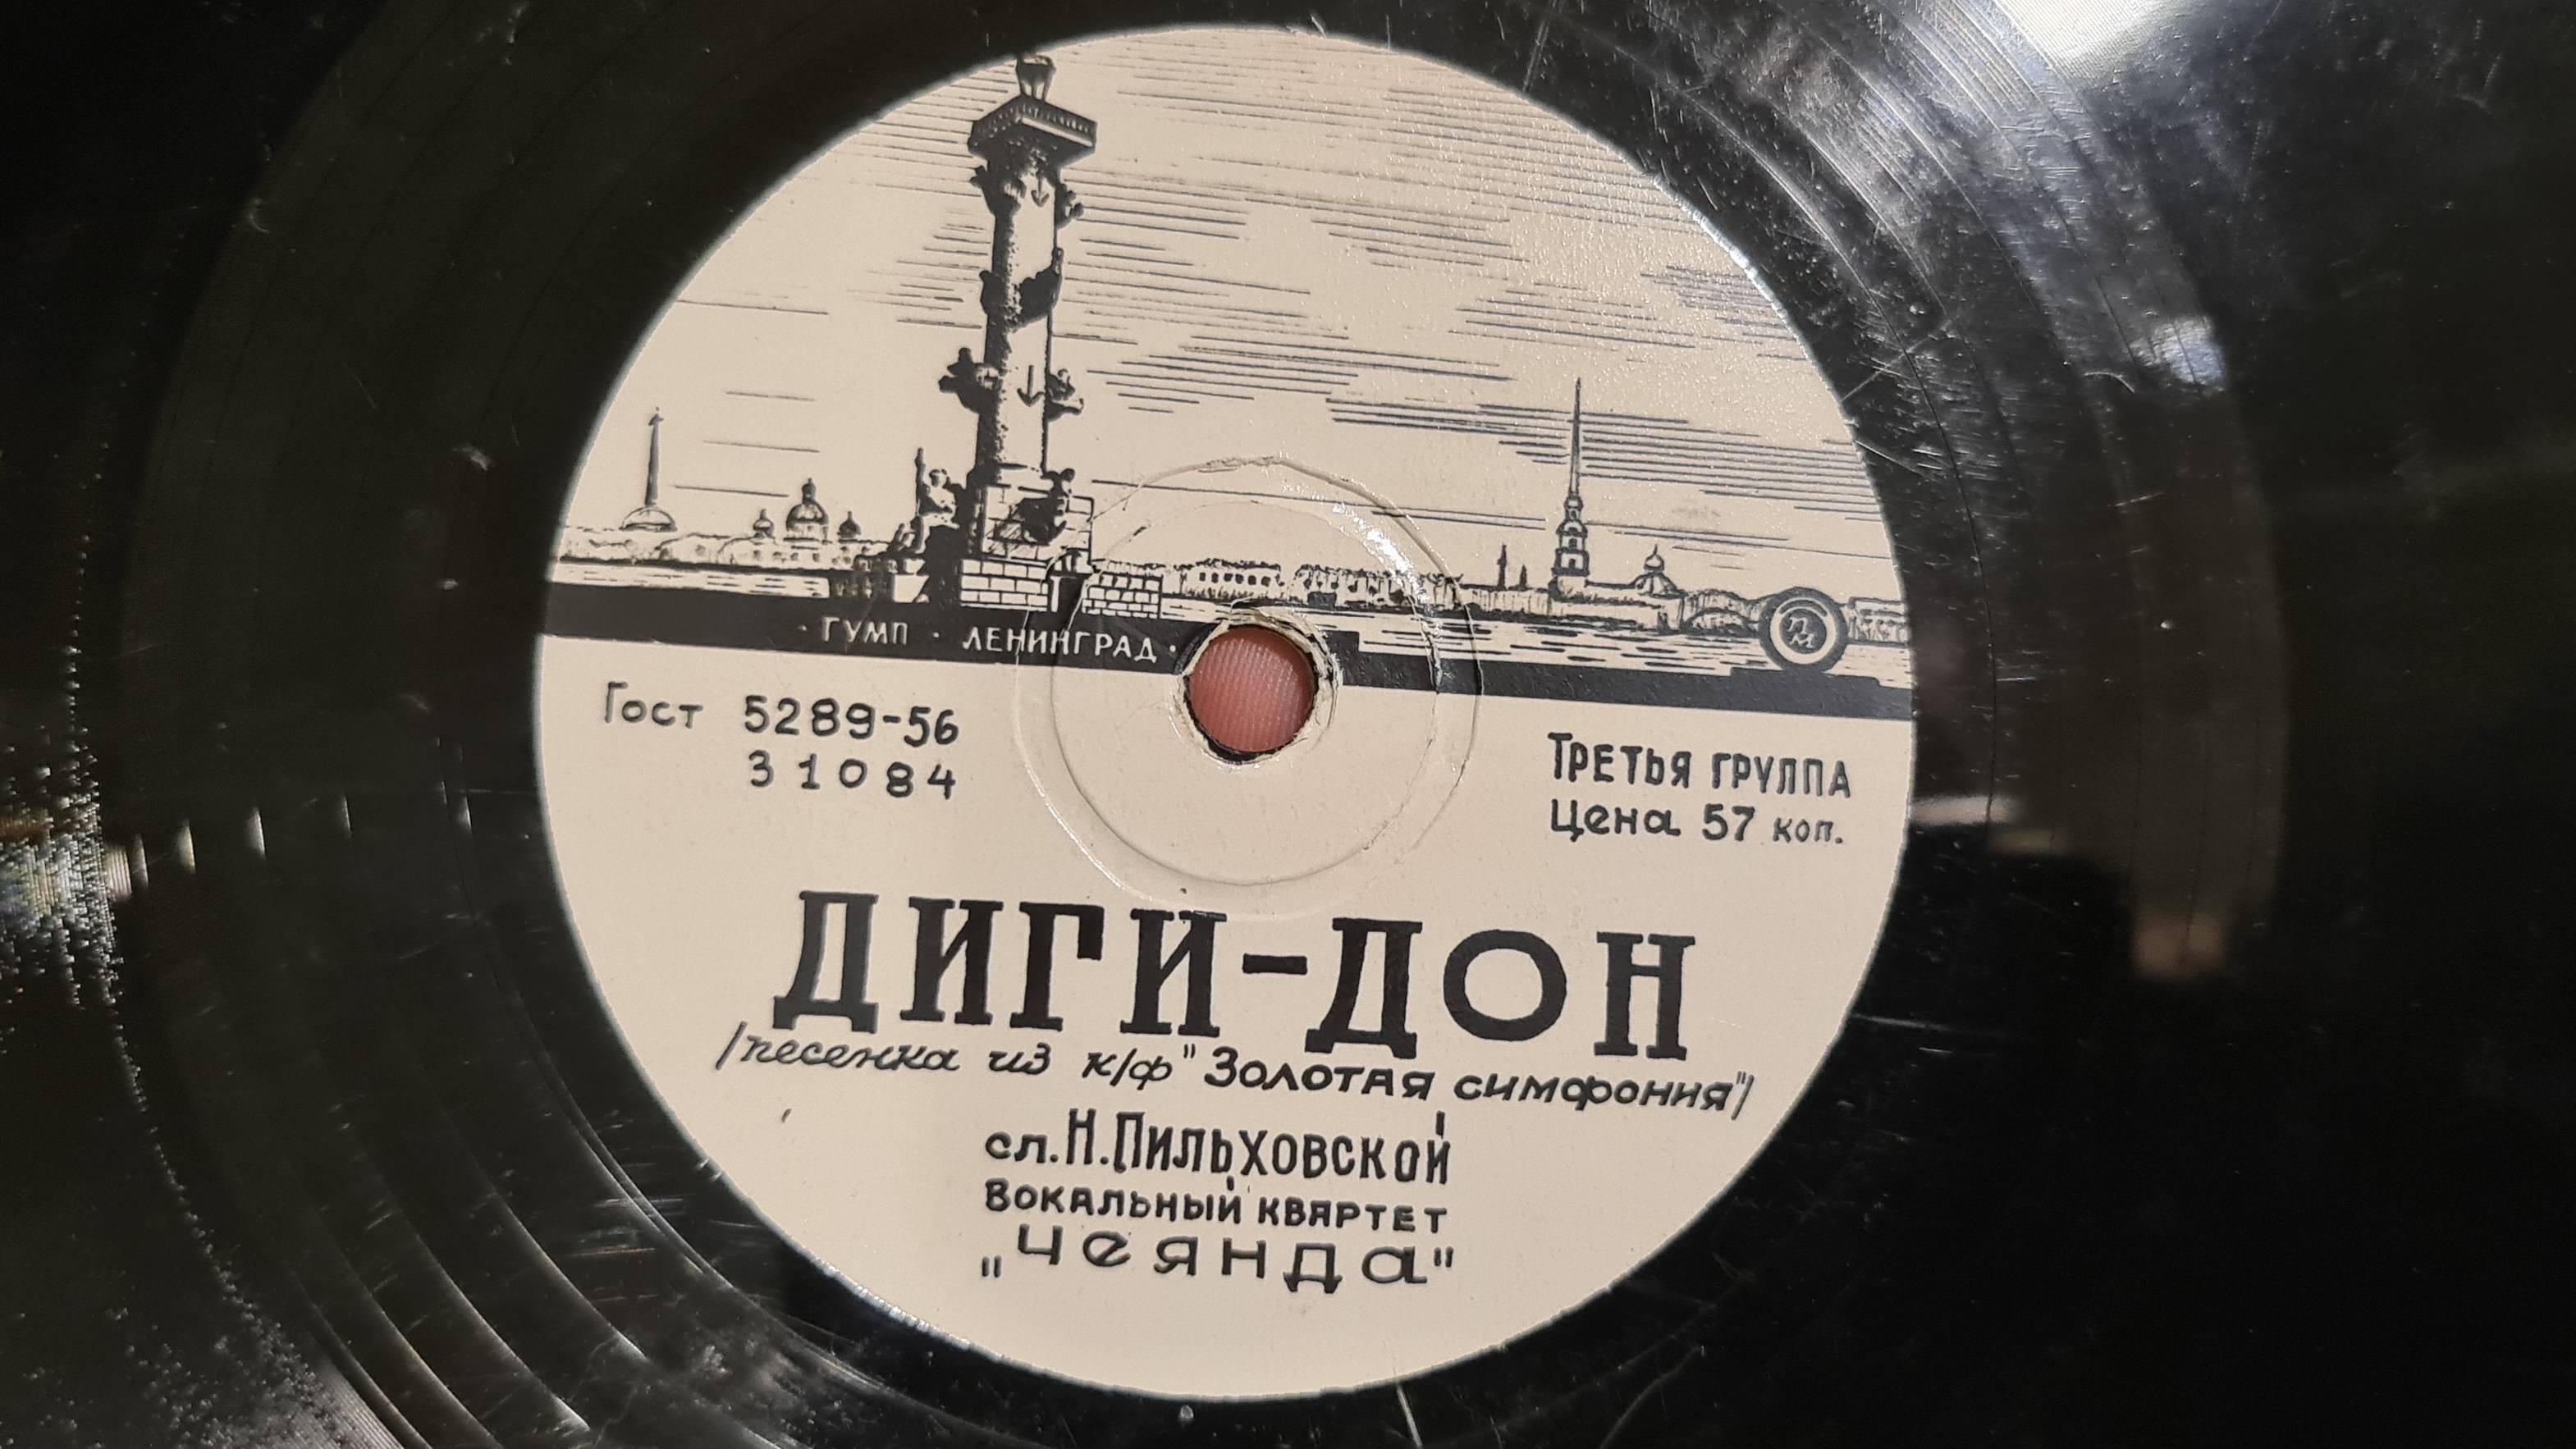 · ГУМП · ЛЕНИНГРАД ·
ПМ
Гост 5289-56
31084
ТРЕТЬЯ ГРУППА
Цена 57 коп.
ДИГИ-ДОН
/песенка из к/ф "Золотая симфония"/
сл. Н. Пильховской
Вокальный квартет
„Чеянда"